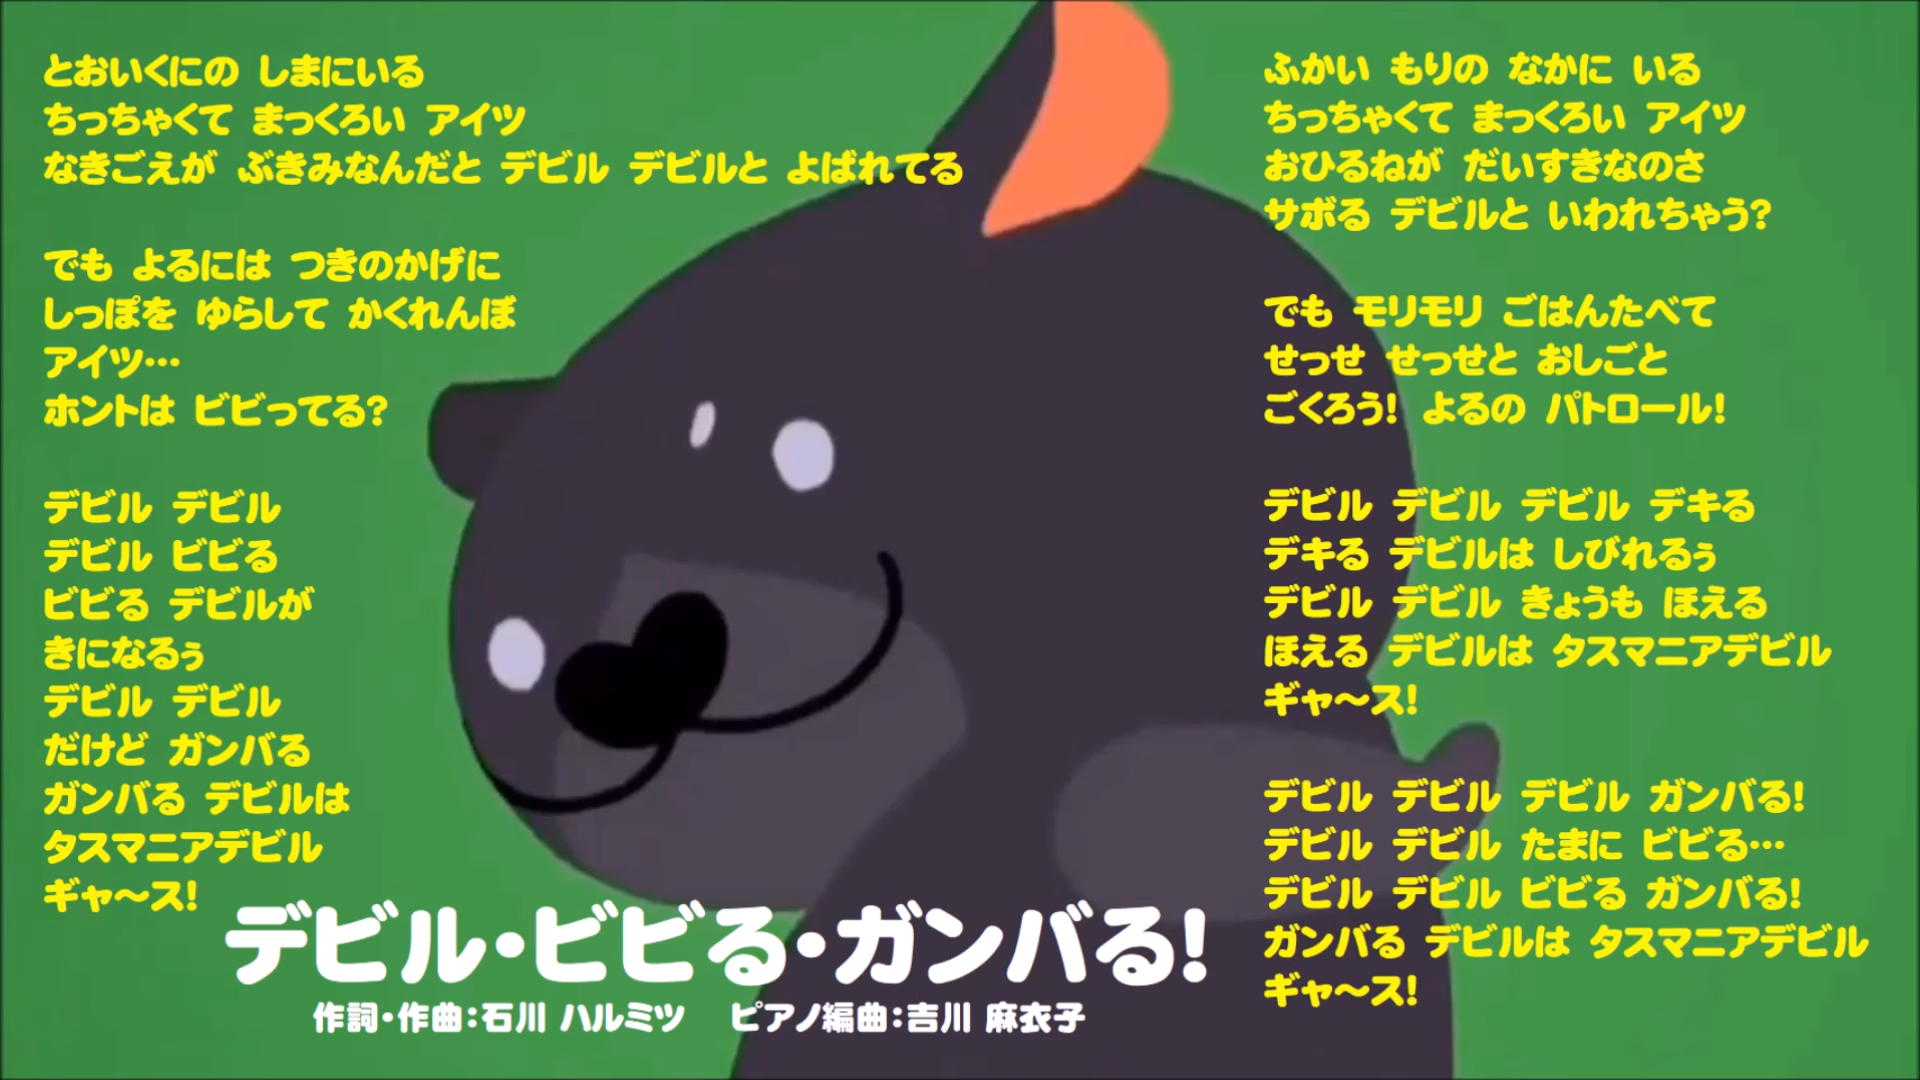 とおいくにの しまにいる
ちっちゃくて まっくろい アイツ
なきごえが ぶきみなんだと デビル デビルと よばれてる
でも よるには つきのかげに
しっぽを ゆらして かくれんぼ
アイツ…
ホントは ビビってる?
デビル デビル
デビル ビビる
ビビる デビルが
きになるぅ
デビル デビル
だけど ガンバる
ガンバる デビルは
タスマニアデビル
ギャ～ス!
ふかい もりの なかに いる
ちっちゃくて まっくろい アイツ
おひるねが だいすきなのさ
サボる デビルと いわれちゃう?
でも モリモリ ごはんたべて
せっせ せっせと おしごと
ごくろう! よるの パトロール!
デビル デビル デビル デキる
デキる デビルは しびれるぅ
デビル デビル きょうも ほえる
ほえる デビルは タスマニアデビル
ギャ～ス!
デビル デビル デビル ガンバる!
デビル デビル たまに ビビる…
デビル デビル ビビる ガンバる!
ガンバる デビルは タスマニアデビル
ギャ～ス!
デビル・ビビる・ガンバる!
作詞・作曲：石川 ハルミツ ピアノ編曲：吉川 麻衣子